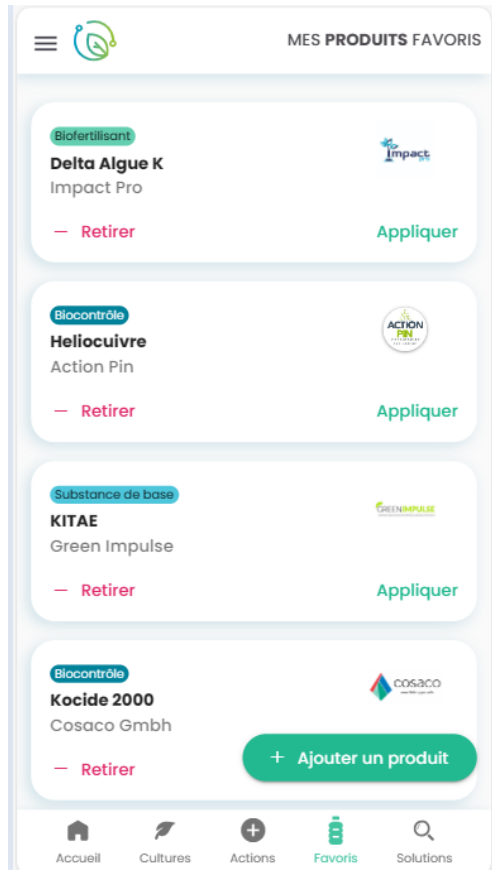 MES PRODUITS FAVORIS
Biofertilisant
Impact
Delta Algue K
Impact Pro
— Retirer
Appliquer
Biocontrôle
ACTION
PIN
Heliocuivre
Action Pin
— Retirer
Appliquer
Substance de base
GREENIMPULSE
KITAE
Green Impulse
— Retirer
Appliquer
Biocontrôle
cosaco
Kocide 2000
Cosaco Gmbh
— Retirer
+ Ajouter un produit
Accueil
Cultures
Actions
Favoris
Solutions